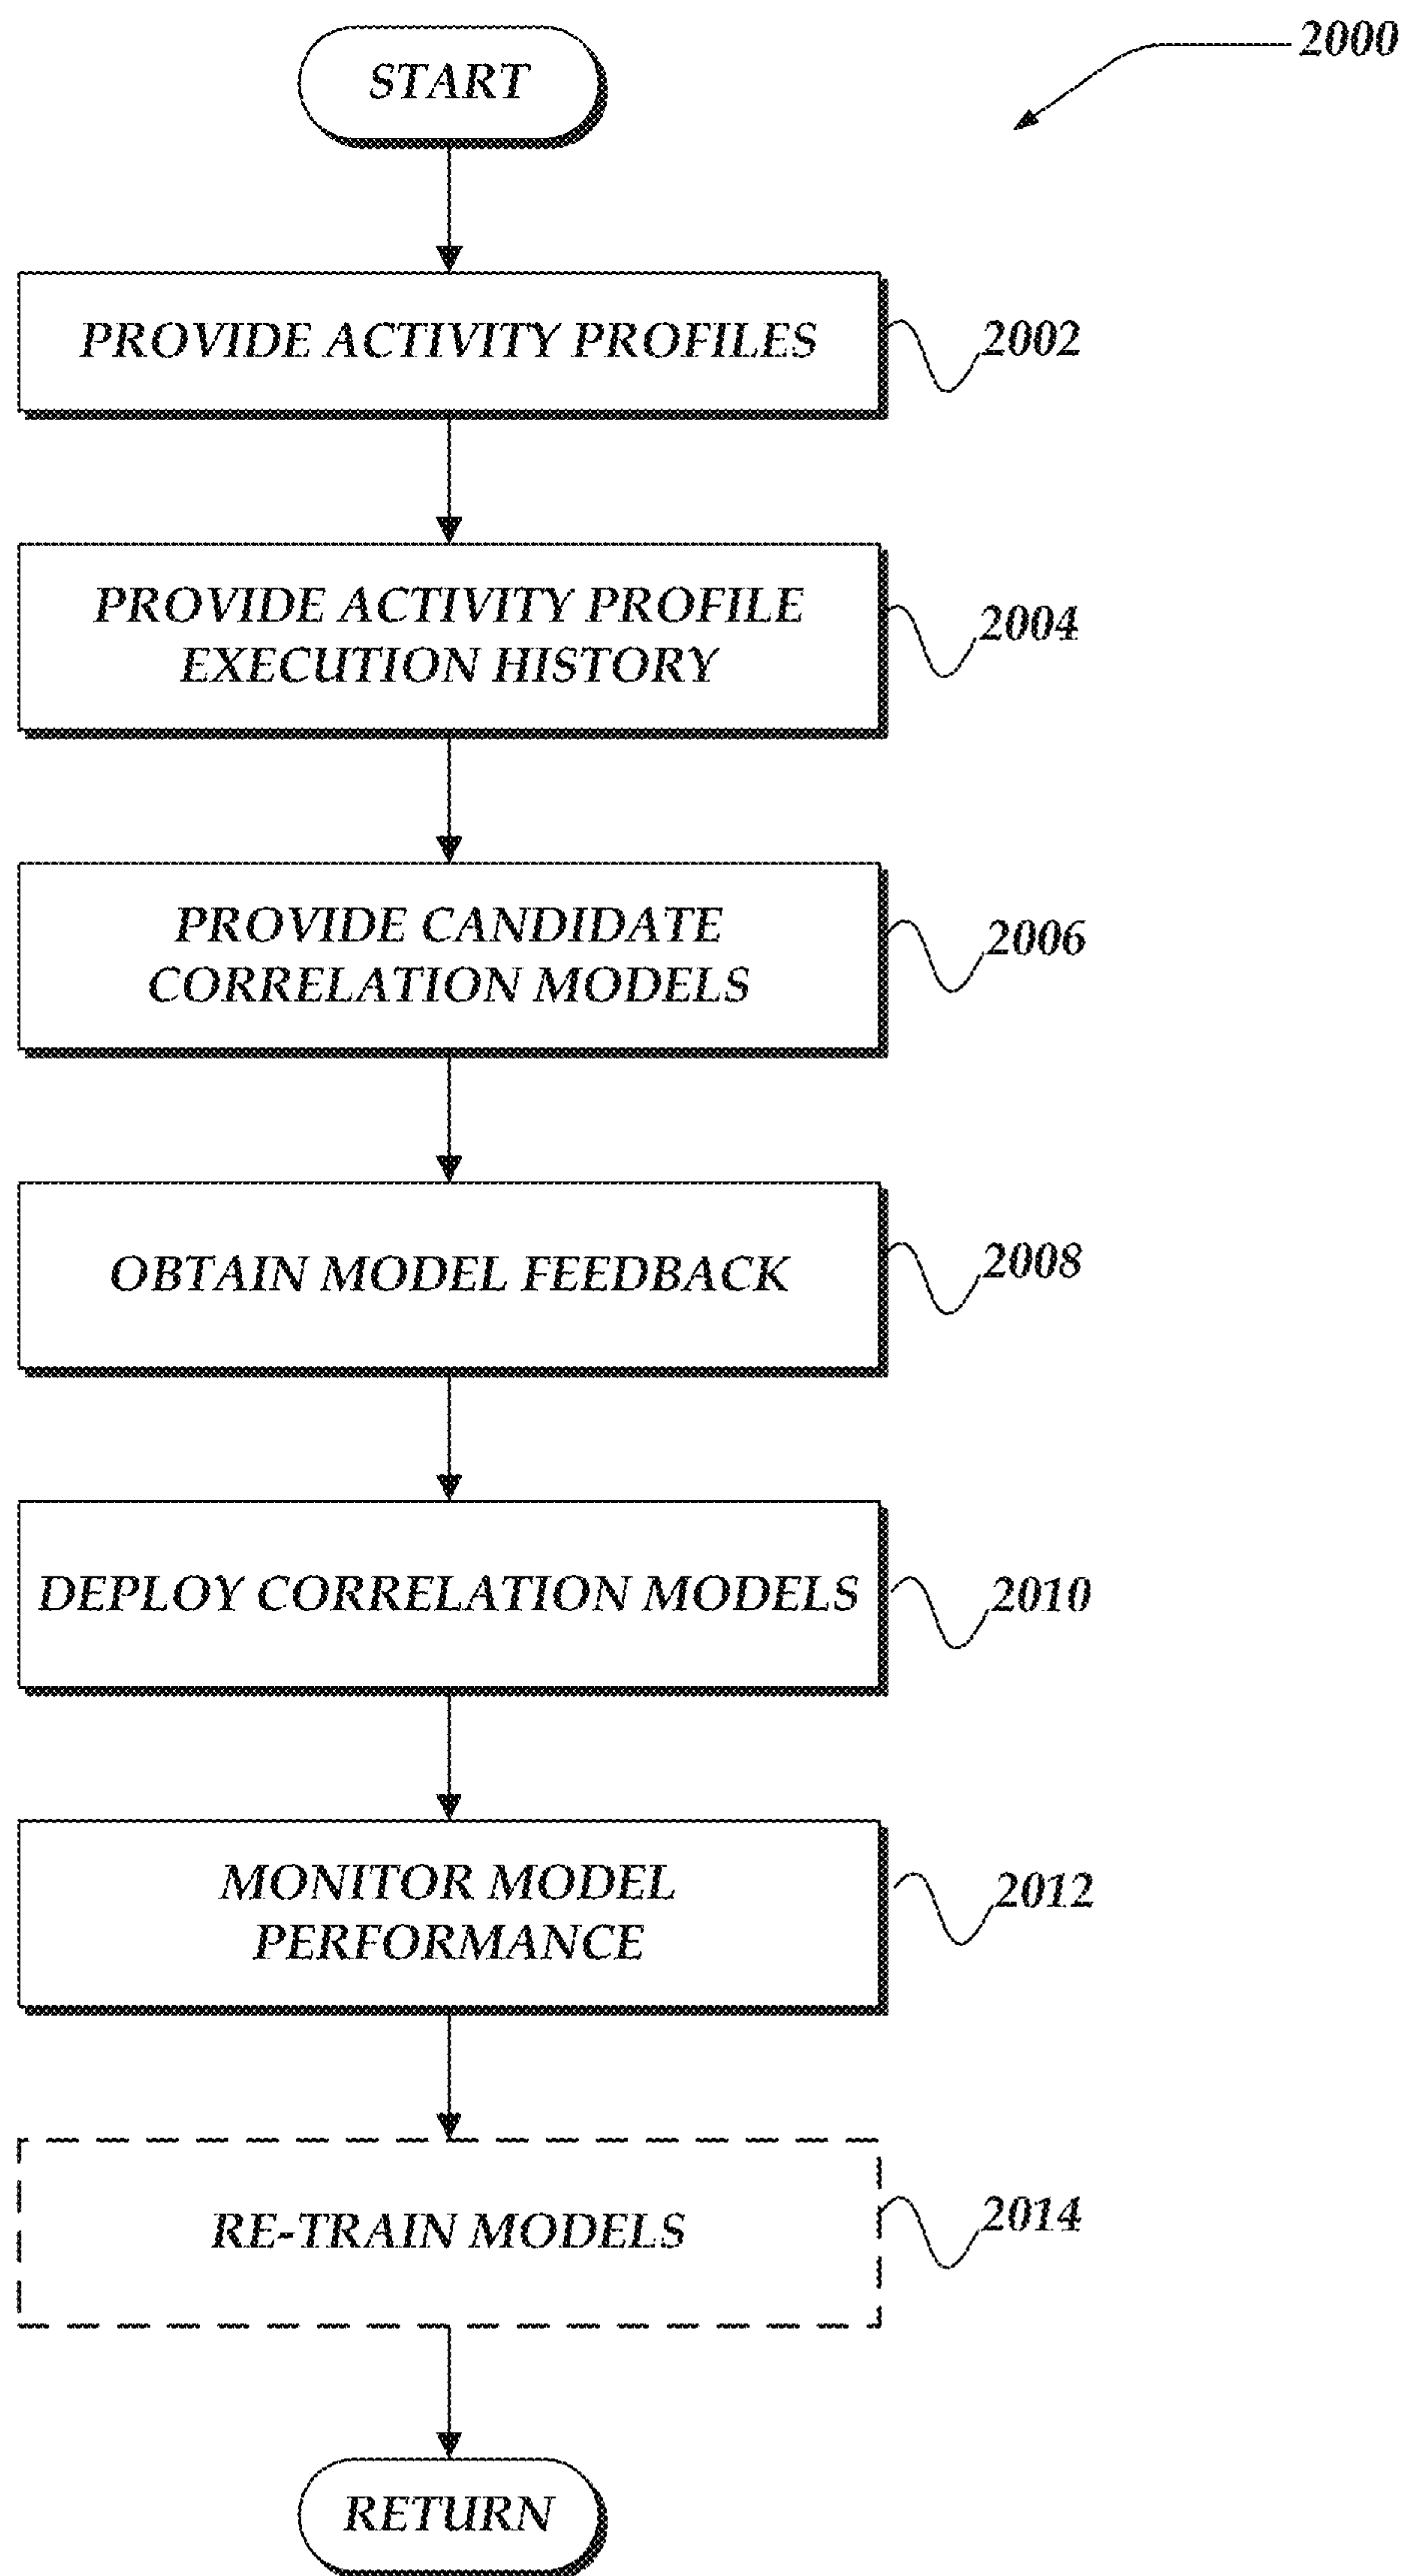 2000
START
PROVIDE ACTIVITY PROFILES
2002
PROVIDE ACTIVITY PROFILE
EXECUTION HISTORY
2004
PROVIDE CANDIDATE
CORRELATION MODELS
2006
OBTAIN MODEL FEEDBACK
2008
DEPLOY CORRELATION MODELS
2010
MONITOR MODEL
PERFORMANCE
2012
RE-TRAIN MODELS
2014
RETURN